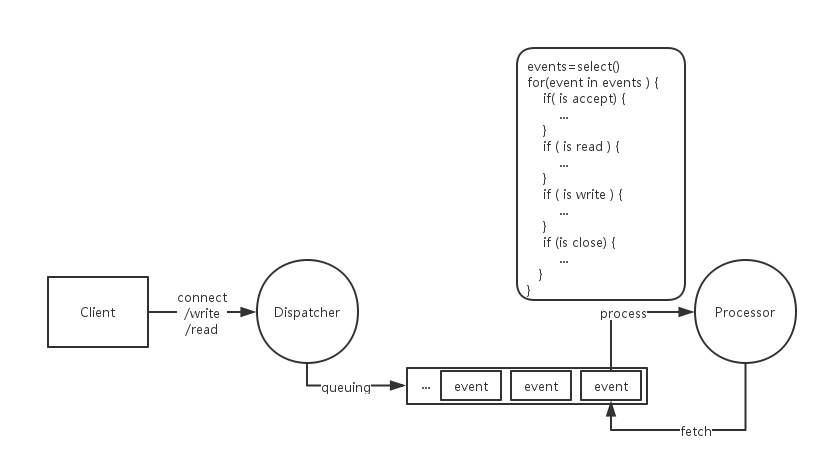 events=select()
for(event in events ) {
if( is accept) {
...
}
if ( is read ) {
...
}
if ( is write ) {
...
}
if (is close) {
...
}
}
Client
connect
/write
/read
Dispatcher
process
Processor
queuing
... event event event
fetch